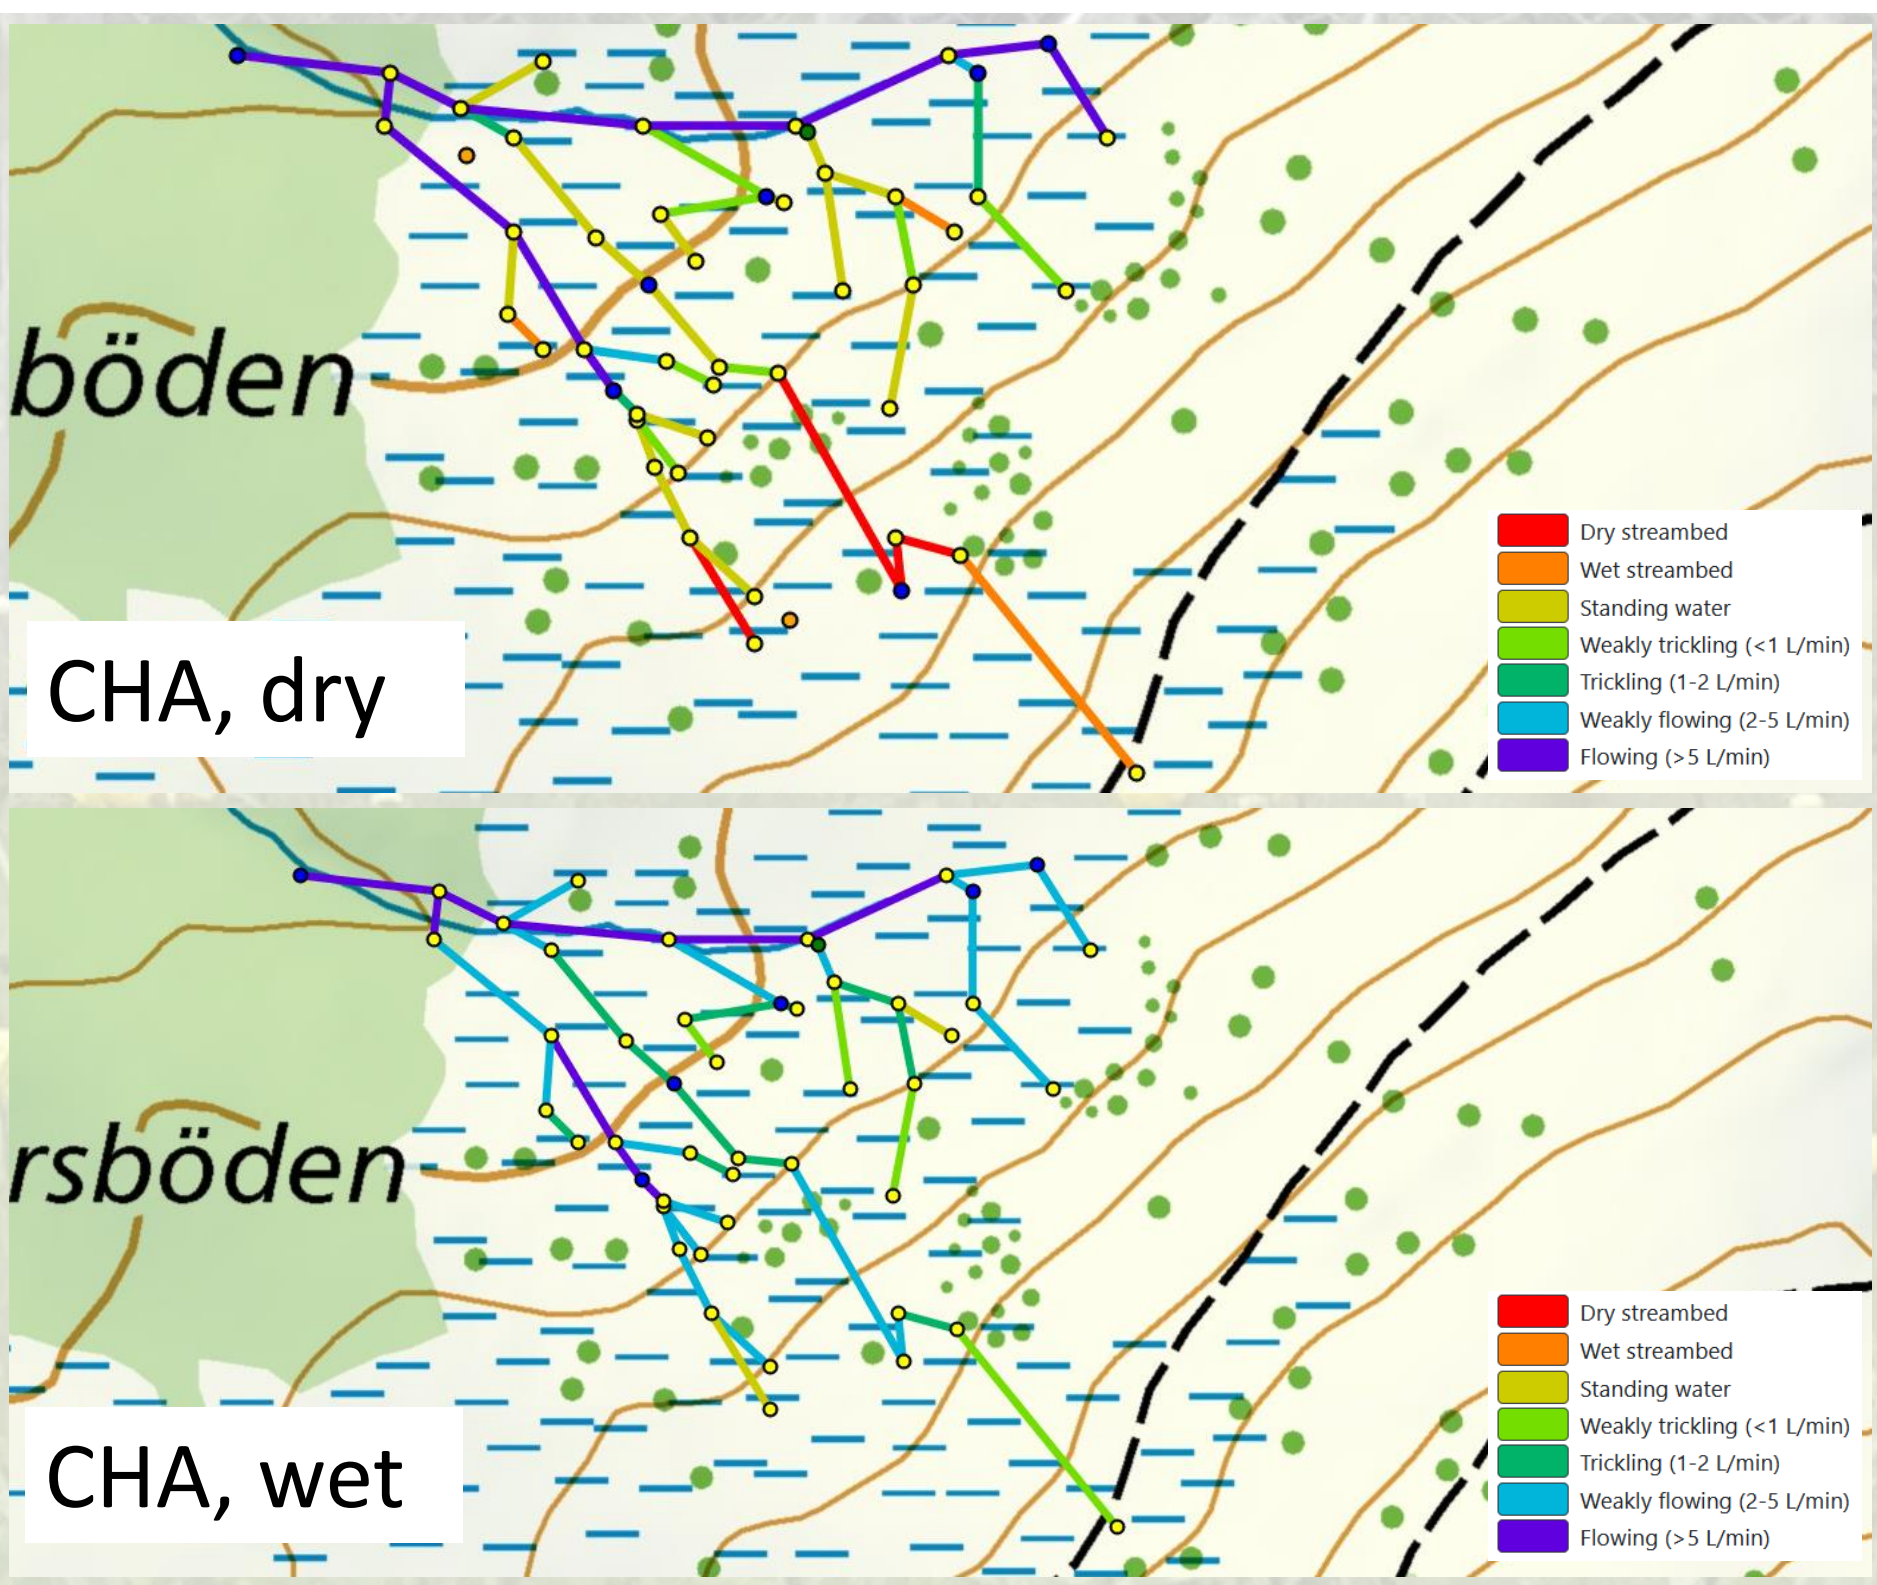 böden
CHA, dry
Dry streambed
Wet streambed
Standing water
Weakly trickling (<1 L/min)
Trickling (1-2 L/min)
Weakly flowing (2-5 L/min)
Flowing (>5 L/min)
rsböden
CHA, wet
Dry streambed
Wet streambed
Standing water
Weakly trickling (<1 L/min)
Trickling (1-2 L/min)
Weakly flowing (2-5 L/min)
Flowing (>5 L/min)